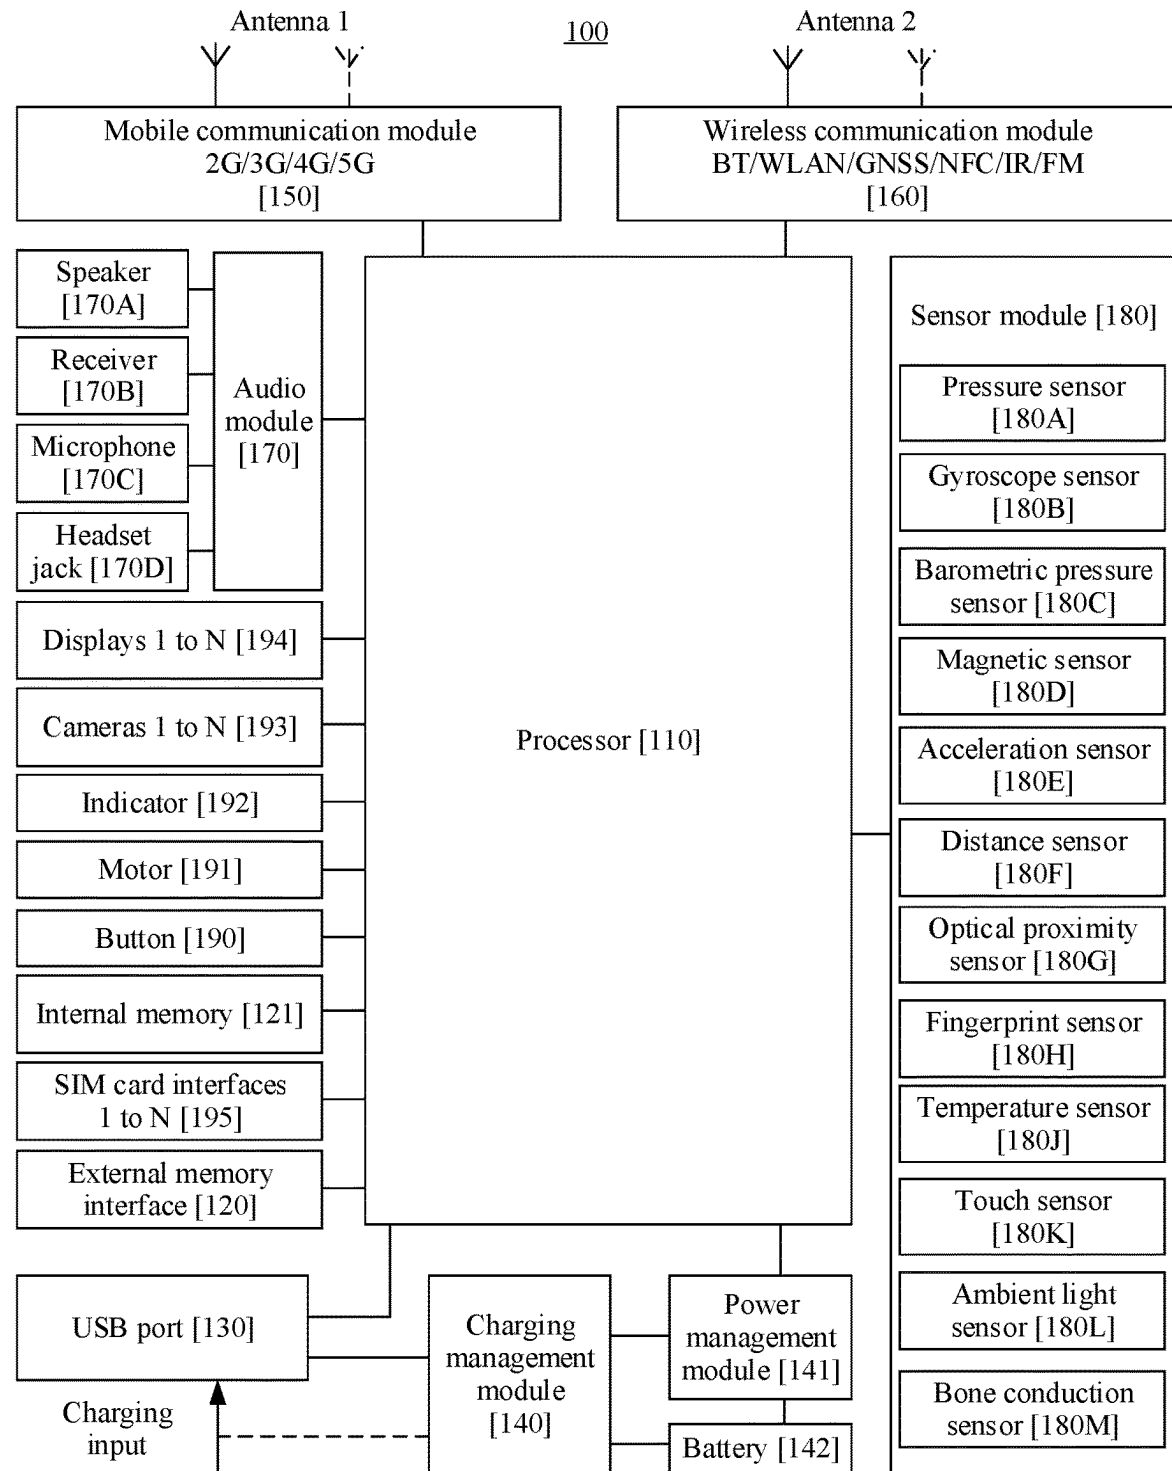 Antenna 1
100
Antenna 2
Mobile communication module
2G/3G/4G/5G
[150]
Wireless communication module
BT/WLAN/GNSS/NFC/IR/FM
[160]
Speaker
[170A]
Receiver
[170B]
Microphone
[170C]
Headset
jack [170D]
Audio
module
[170]
Displays 1 to N [194]
Cameras 1 to N [193]
Indicator [192]
Motor [191]
Button [190]
Internal memory [121]
SIM card interfaces
1 to N [195]
External memory
interface [120]
Processor [110]
Sensor module [180]
Pressure sensor
[180A]
Gyroscope sensor
[180B]
Barometric pressure
sensor [180C]
Magnetic sensor
[180D]
Acceleration sensor
[180E]
Distance sensor
[180F]
Optical proximity
sensor [180G]
Fingerprint sensor
[180H]
Temperature sensor
[180J]
Touch sensor
[180K]
Ambient light
sensor [180L]
Bone conduction
sensor [180M]
USB port [130]
Charging
input
Charging
management
module
[140]
Power
management
module [141]
Battery [142]